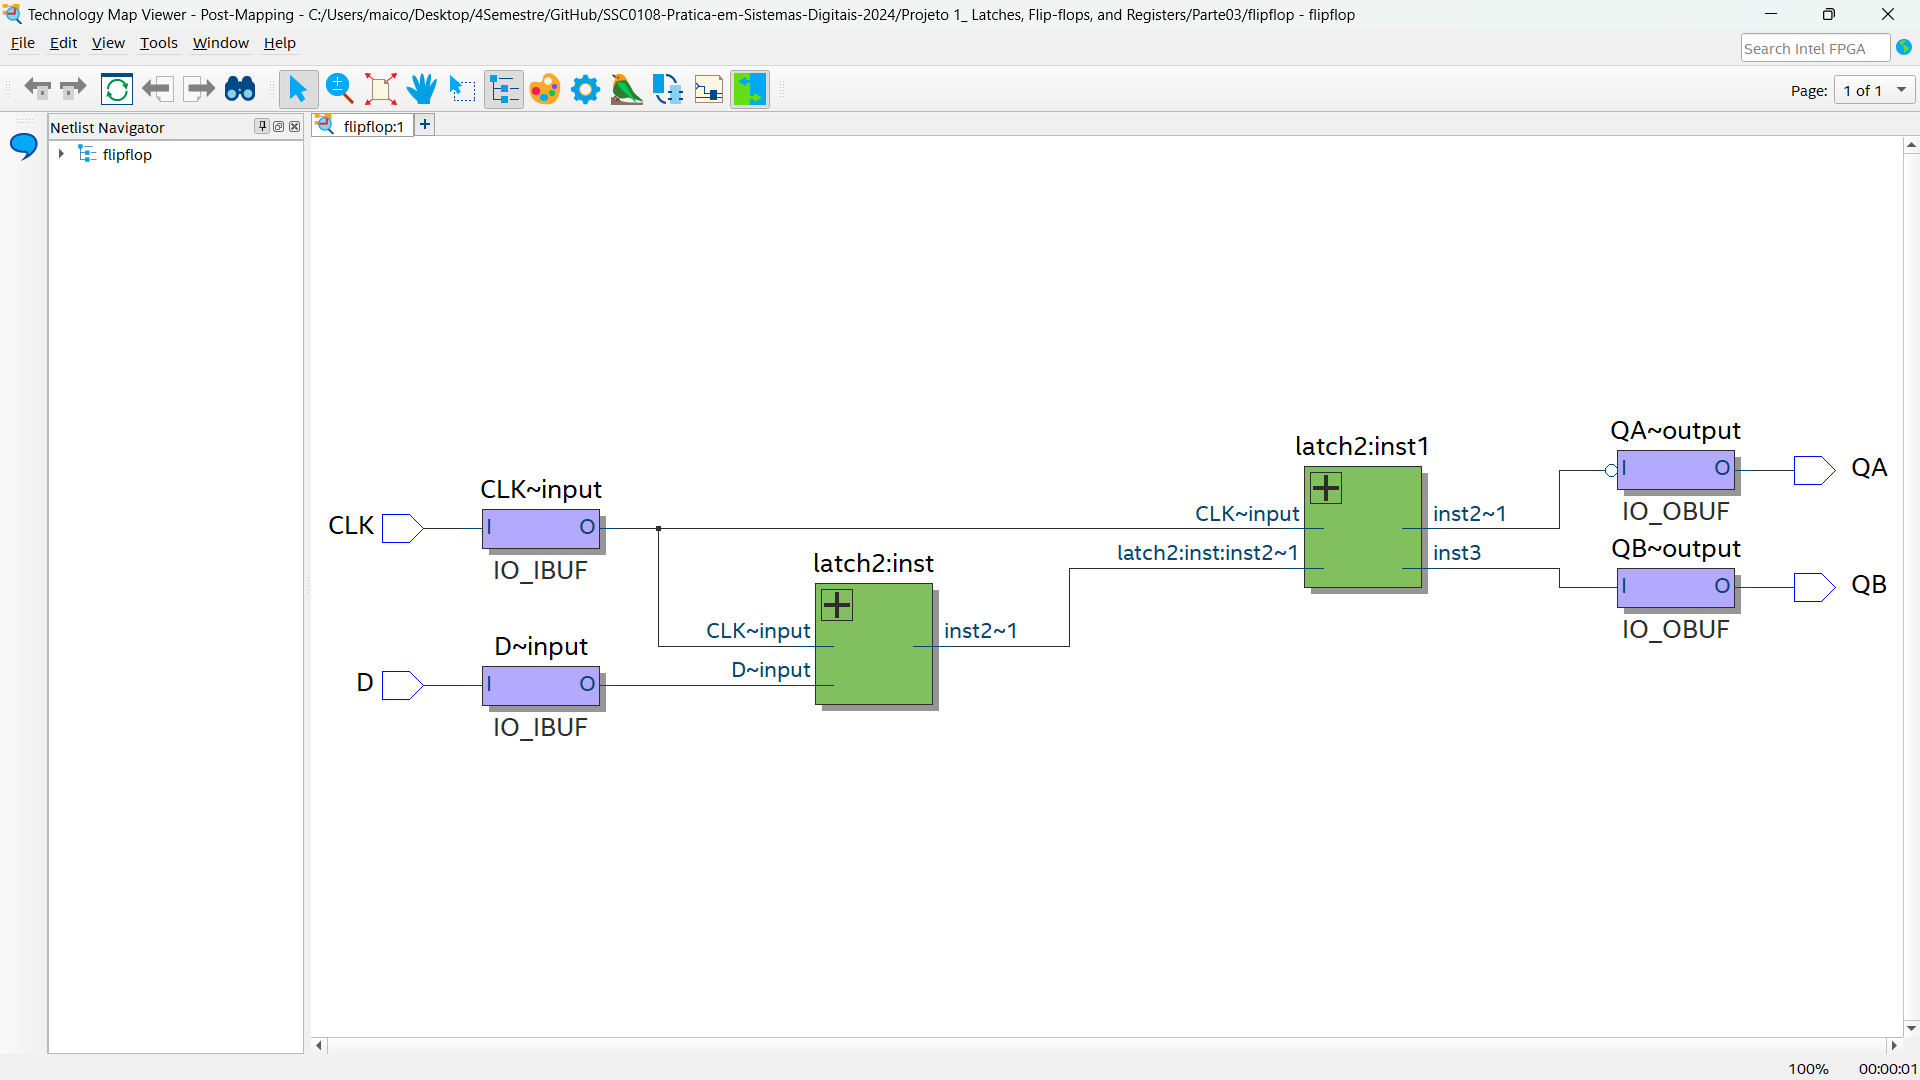 Technology Map Viewer - Post-Mapping - C:/Users/maico/Desktop/4Semestre/GitHub/SSC0108-Pratica-em-Sistemas-Digitais-2024/Projeto 1_ Latches, Flip-flops, and Registers/Parte03/flipflop - flipflop
File Edit View Tools Window Help
Search Intel FPGA
Page: 1 of 1
Netlist Navigator
flipflop:1
flipflop
QA~output
latch2:inst1
I O
QA
CLK~input
CLK~input
inst2~1
IO_OBUF
CLK
I O
latch2:inst:inst2~1
inst3
QB~output
IO_IBUF
latch2:inst
I O
QB
CLK~input
inst2~1
IO_OBUF
D~input
D~input
D
I O
IO_IBUF
100% 00:00:01